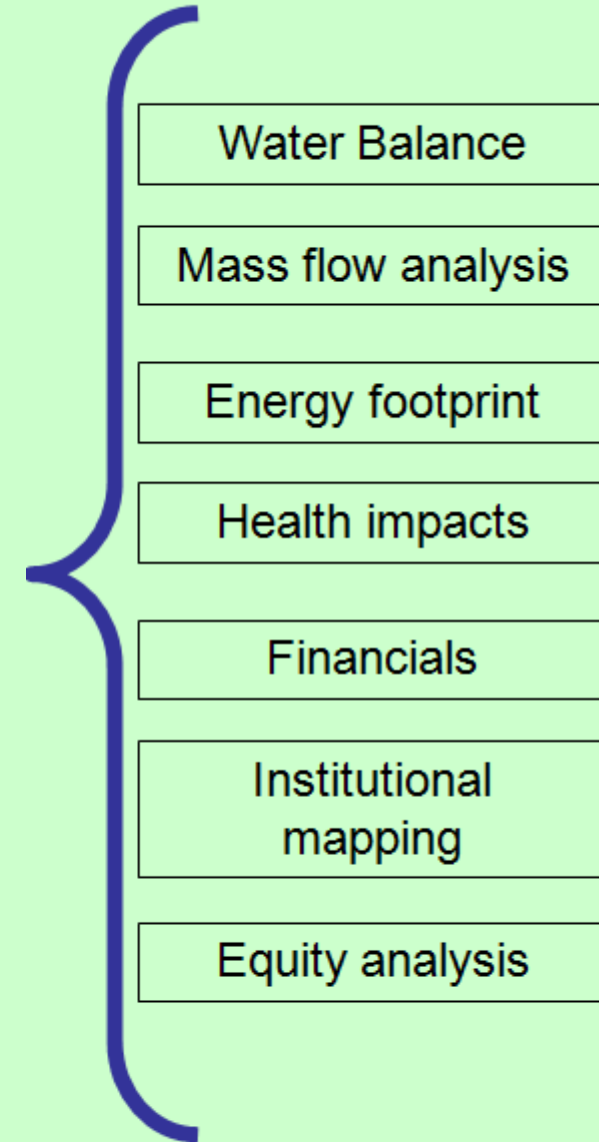 Water Balance
Mass flow analysis
Energy footprint
Health impacts
Financials
Institutional
mapping
Equity analysis